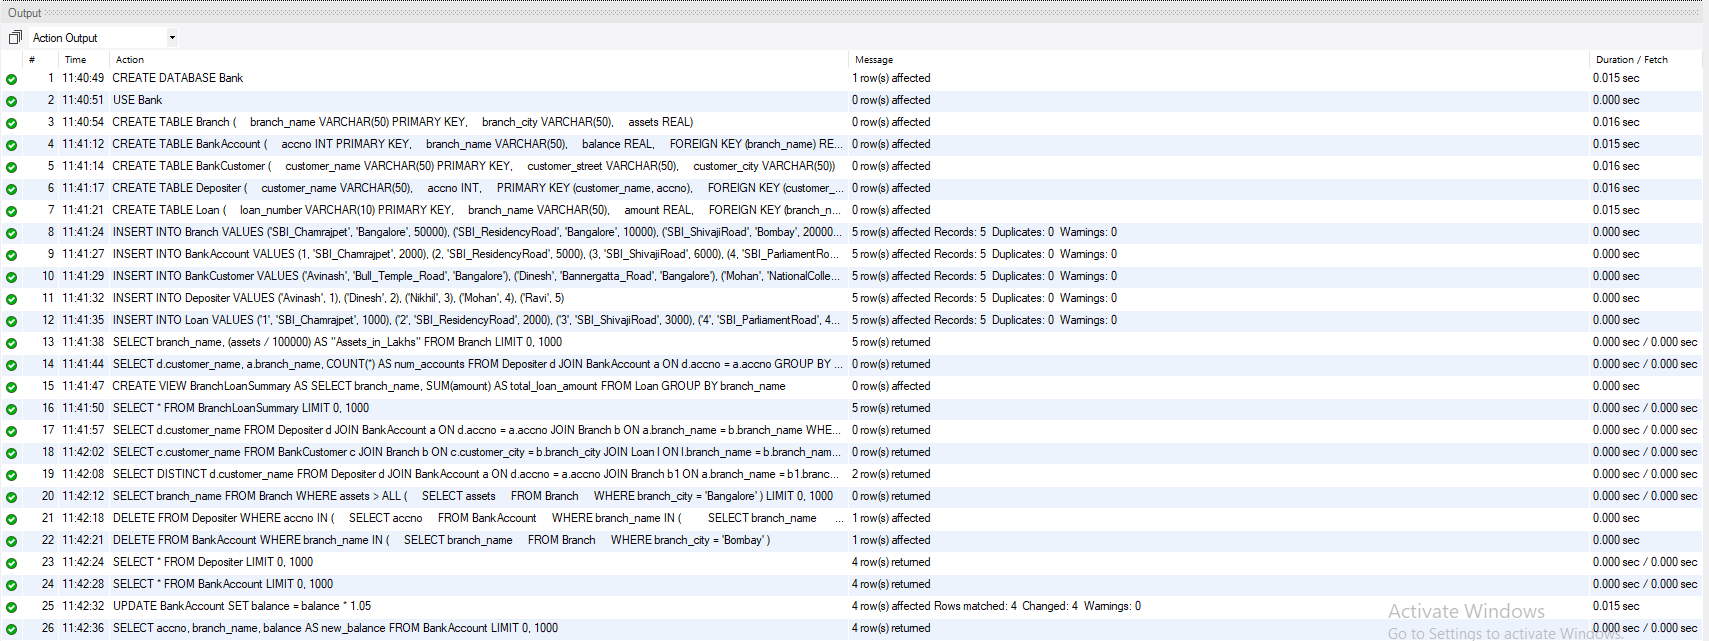 Output
Action Output
# Time Action Message Duration / Fetch
1 11:40:49 CREATE DATABASE Bank 1 row(s) affected 0.015 sec
2 11:40:51 USE Bank 0 row(s) affected 0.000 sec
3 11:40:54 CREATE TABLE Branch ( branch_name VARCHAR(50) PRIMARY KEY, branch_city VARCHAR(50), assets REAL) 0 row(s) affected 0.016 sec
4 11:41:12 CREATE TABLE BankAccount ( accno INT PRIMARY KEY, branch_name VARCHAR(50), balance REAL, FOREIGN KEY (branch_name) RE... 0 row(s) affected 0.015 sec
5 11:41:14 CREATE TABLE BankCustomer ( customer_name VARCHAR(50) PRIMARY KEY, customer_street VARCHAR(50), customer_city VARCHAR(50)) 0 row(s) affected 0.016 sec
6 11:41:17 CREATE TABLE Depositer ( customer_name VARCHAR(50), accno INT, PRIMARY KEY (customer_name, accno), FOREIGN KEY (customer_... 0 row(s) affected 0.016 sec
7 11:41:21 CREATE TABLE Loan ( loan_number VARCHAR(10) PRIMARY KEY, branch_name VARCHAR(50), amount REAL, FOREIGN KEY (branch_n... 0 row(s) affected 0.015 sec
8 11:41:24 INSERT INTO Branch VALUES ('SBI_Chamrajpet', 'Bangalore', 50000), ('SBI_ResidencyRoad', 'Bangalore', 10000), ('SBI_ShivajiRoad', 'Bombay', 20000... 5 row(s) affected Records: 5 Duplicates: 0 Warnings: 0 0.000 sec
9 11:41:27 INSERT INTO BankAccount VALUES (1, 'SBI_Chamrajpet', 2000), (2, 'SBI_ResidencyRoad', 5000), (3, 'SBI_ShivajiRoad', 6000), (4, 'SBI_ParliamentRo... 5 row(s) affected Records: 5 Duplicates: 0 Warnings: 0 0.000 sec
10 11:41:29 INSERT INTO BankCustomer VALUES ('Avinash', 'Bull_Temple_Road', 'Bangalore'), ('Dinesh', 'Bannergatta_Road', 'Bangalore'), ('Mohan', 'NationalColle... 5 row(s) affected Records: 5 Duplicates: 0 Warnings: 0 0.000 sec
11 11:41:32 INSERT INTO Depositer VALUES ('Avinash', 1), ('Dinesh', 2), ('Nikhil', 3), ('Mohan', 4), ('Ravi', 5) 5 row(s) affected Records: 5 Duplicates: 0 Warnings: 0 0.000 sec
12 11:41:35 INSERT INTO Loan VALUES ('1', 'SBI_Chamrajpet', 1000), ('2', 'SBI_ResidencyRoad', 2000), ('3', 'SBI_ShivajiRoad', 3000), ('4', 'SBI_ParliamentRoad', 4... 5 row(s) affected Records: 5 Duplicates: 0 Warnings: 0 0.000 sec
13 11:41:38 SELECT branch_name, (assets / 100000) AS "Assets_in_Lakhs" FROM Branch LIMIT 0, 1000 5 row(s) returned 0.000 sec / 0.000 sec
14 11:41:44 SELECT d.customer_name, a.branch_name, COUNT(*) AS num_accounts FROM Depositer d JOIN BankAccount a ON d.accno = a.accno GROUP BY ... 0 row(s) returned 0.000 sec / 0.000 sec
15 11:41:47 CREATE VIEW BranchLoanSummary AS SELECT branch_name, SUM(amount) AS total_loan_amount FROM Loan GROUP BY branch_name 0 row(s) affected 0.000 sec
16 11:41:50 SELECT * FROM BranchLoanSummary LIMIT 0, 1000 5 row(s) returned 0.000 sec / 0.000 sec
17 11:41:57 SELECT d.customer_name FROM Depositer d JOIN BankAccount a ON d.accno = a.accno JOIN Branch b ON a.branch_name = b.branch_name WHE... 0 row(s) returned 0.000 sec / 0.000 sec
18 11:42:02 SELECT c.customer_name FROM BankCustomer c JOIN Branch b ON c.customer_city = b.branch_city JOIN Loan l ON l.branch_name = b.branch_nam... 0 row(s) returned 0.000 sec / 0.000 sec
19 11:42:08 SELECT DISTINCT d.customer_name FROM Depositer d JOIN BankAccount a ON d.accno = a.accno JOIN Branch b1 ON a.branch_name = b1.branc... 2 row(s) returned 0.000 sec / 0.000 sec
20 11:42:12 SELECT branch_name FROM Branch WHERE assets > ALL ( SELECT assets FROM Branch WHERE branch_city = 'Bangalore' ) LIMIT 0, 1000 0 row(s) returned 0.000 sec / 0.000 sec
21 11:42:18 DELETE FROM Depositer WHERE accno IN ( SELECT accno FROM BankAccount WHERE branch_name IN ( SELECT branch_name ... 1 row(s) affected 0.000 sec
22 11:42:21 DELETE FROM BankAccount WHERE branch_name IN ( SELECT branch_name FROM Branch WHERE branch_city = 'Bombay' ) 1 row(s) affected 0.000 sec
23 11:42:24 SELECT * FROM Depositer LIMIT 0, 1000 4 row(s) returned 0.000 sec / 0.000 sec
24 11:42:28 SELECT * FROM BankAccount LIMIT 0, 1000 4 row(s) returned 0.000 sec / 0.000 sec
25 11:42:32 UPDATE BankAccount SET balance = balance * 1.05 4 row(s) affected Rows matched: 4 Changed: 4 Warnings: 0 0.015 sec
26 11:42:36 SELECT accno, branch_name, balance AS new_balance FROM BankAccount LIMIT 0, 1000 4 row(s) returned 0.000 sec / 0.000 sec
Activate Windows
Go to Settings to activate Windows.